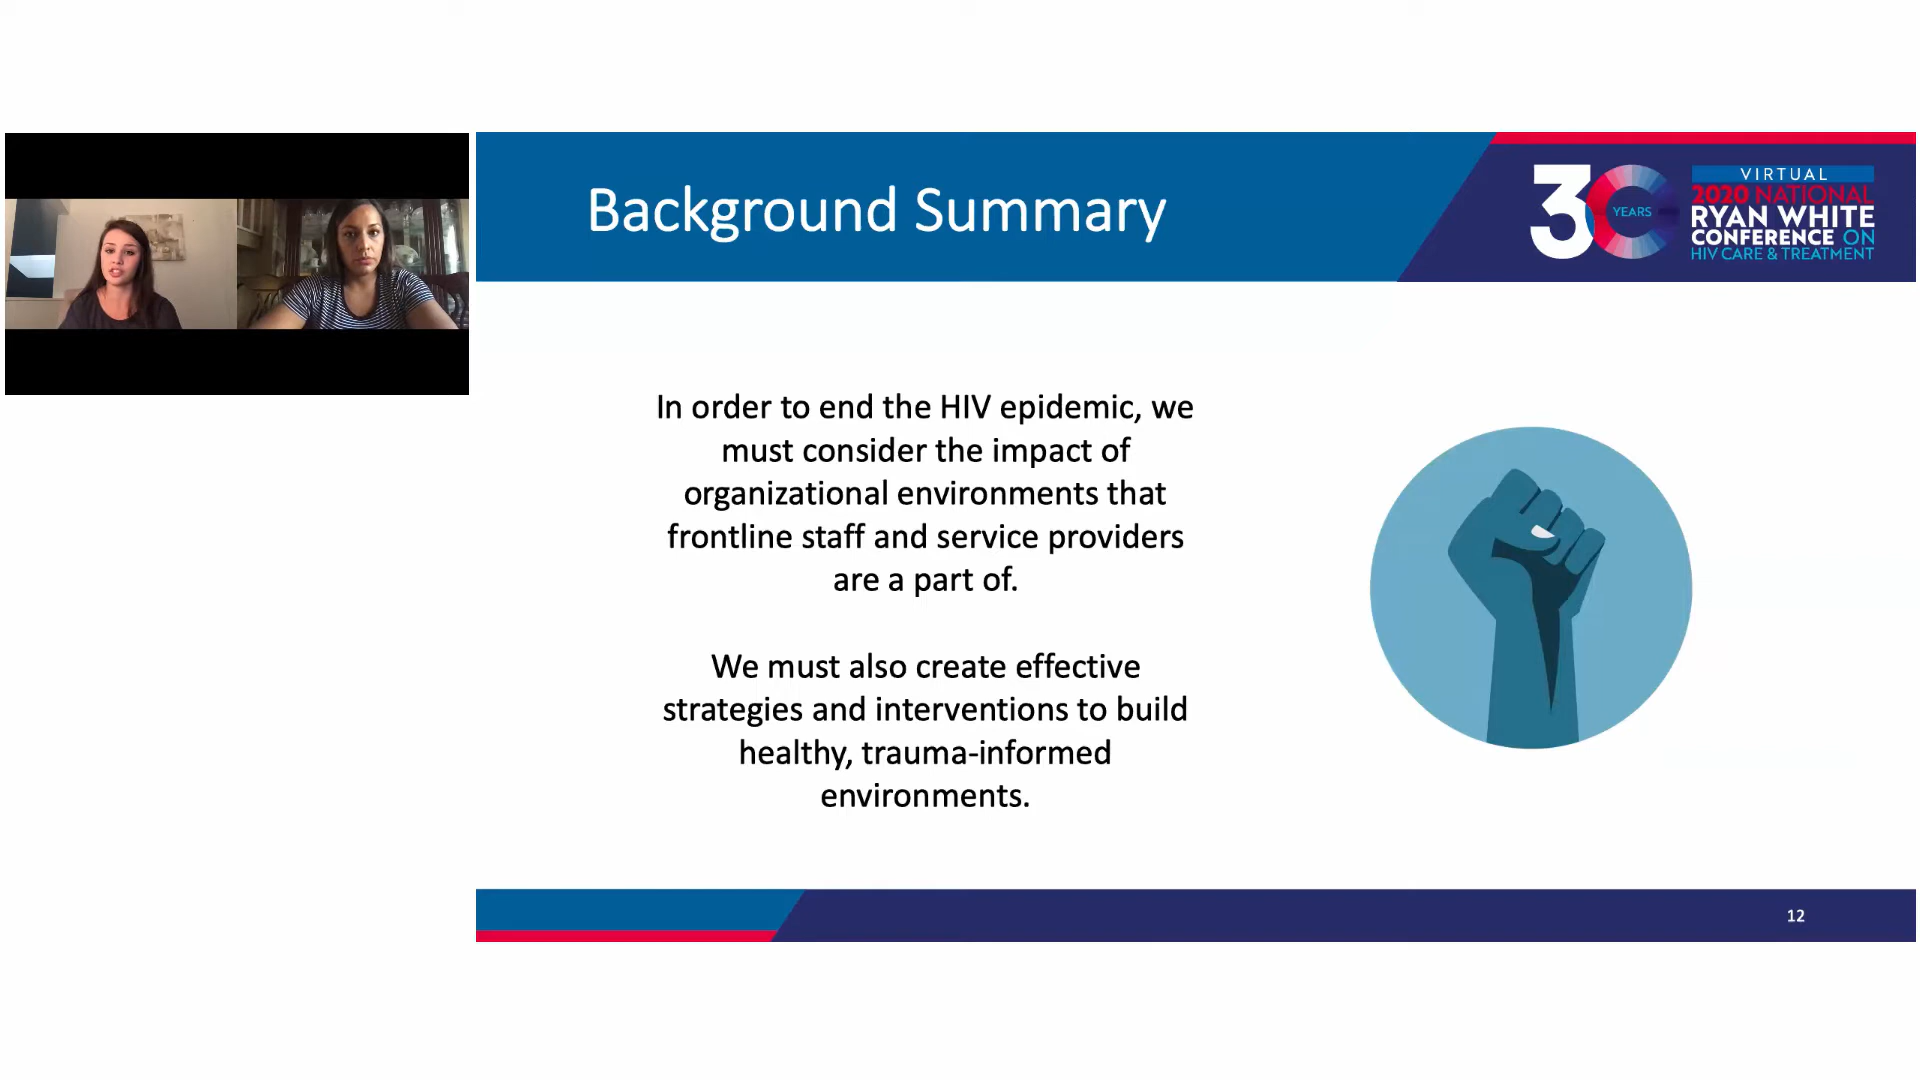 Background Summary
30 YEARS
VIRTUAL
2020 NATIONAL
RYAN WHITE
CONFERENCE ON
HIV CARE & TREATMENT
In order to end the HIV epidemic, we
must consider the impact of
organizational environments that
frontline staff and service providers
are a part of.
We must also create effective
strategies and interventions to build
healthy, trauma-informed
environments.
12